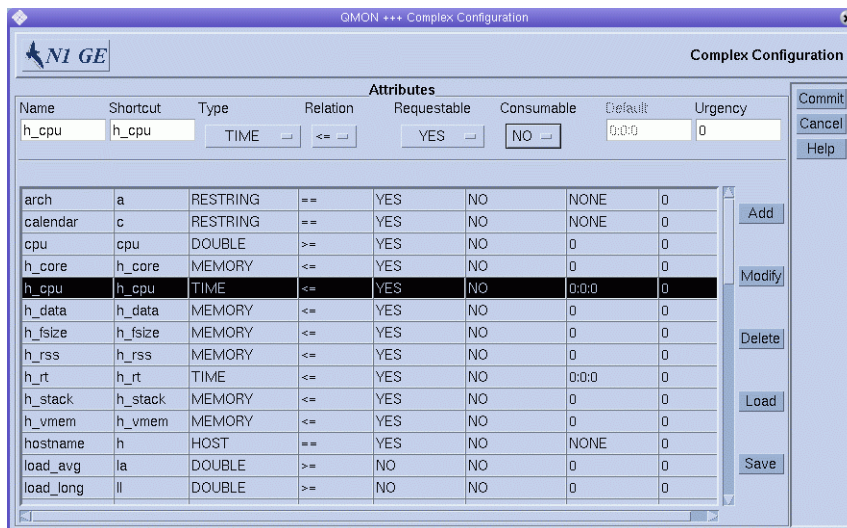 QMON +++ Complex Configuration
N1 GE
Complex Configuration
Attributes
Name Shortcut Type Relation Requestable Consumable Default Urgency
h_cpu h_cpu TIME <= YES NO 0:0:0 0
Commit
Cancel
Help
arch a RESTRING == YES NO NONE 0
calendar c RESTRING == YES NO NONE 0
cpu cpu DOUBLE >= YES NO 0 0
h_core h_core MEMORY <= YES NO 0 0
h_cpu h_cpu TIME <= YES NO 0:0:0 0
h_data h_data MEMORY <= YES NO 0 0
h_fsize h_fsize MEMORY <= YES NO 0 0
h_rss h_rss MEMORY <= YES NO 0 0
h_rt h_rt TIME <= YES NO 0:0:0 0
h_stack h_stack MEMORY <= YES NO 0 0
h_vmem h_vmem MEMORY <= YES NO 0 0
hostname h HOST == YES NO NONE 0
load_avg la DOUBLE >= NO NO 0 0
load_long ll DOUBLE >= NO NO 0 0
Add
Modify
Delete
Load
Save